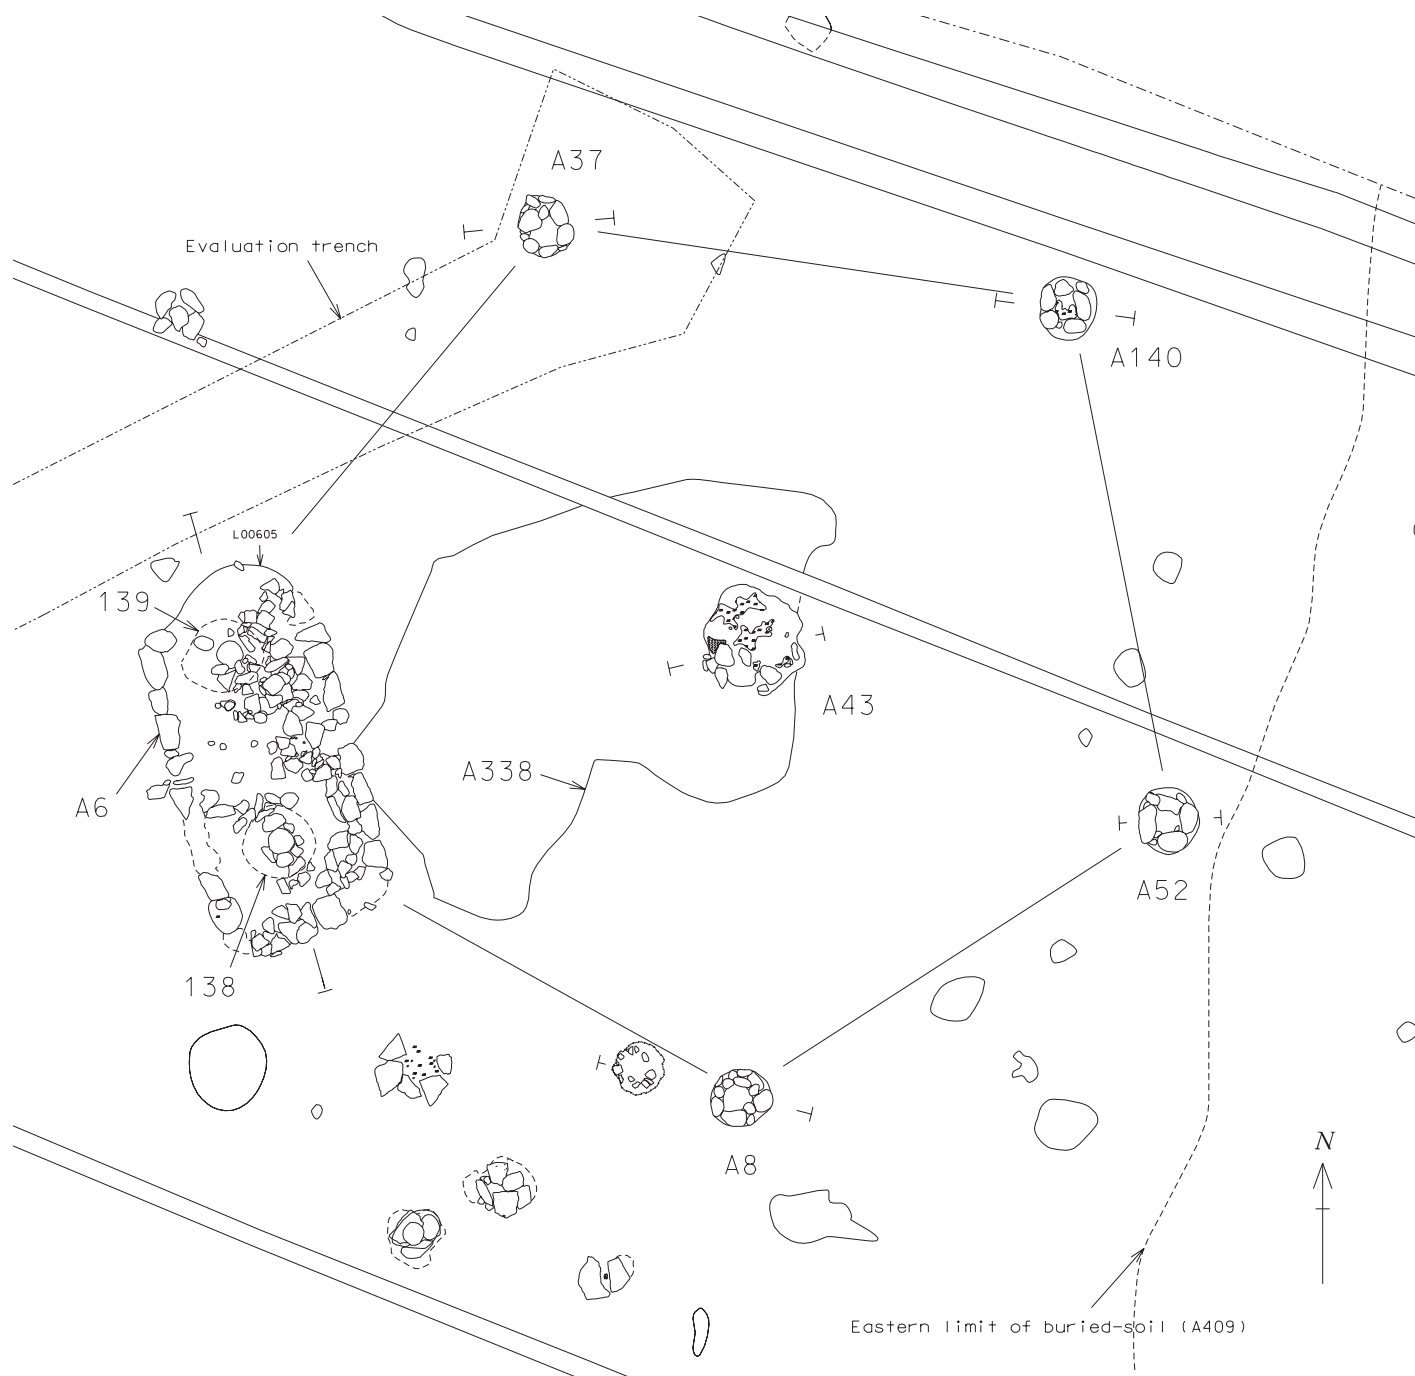 A37
Evaluation trench
A140
L00605
139
A43
A338
A6
A52
138
A8
N
Eastern limit of buried-soil (A409)